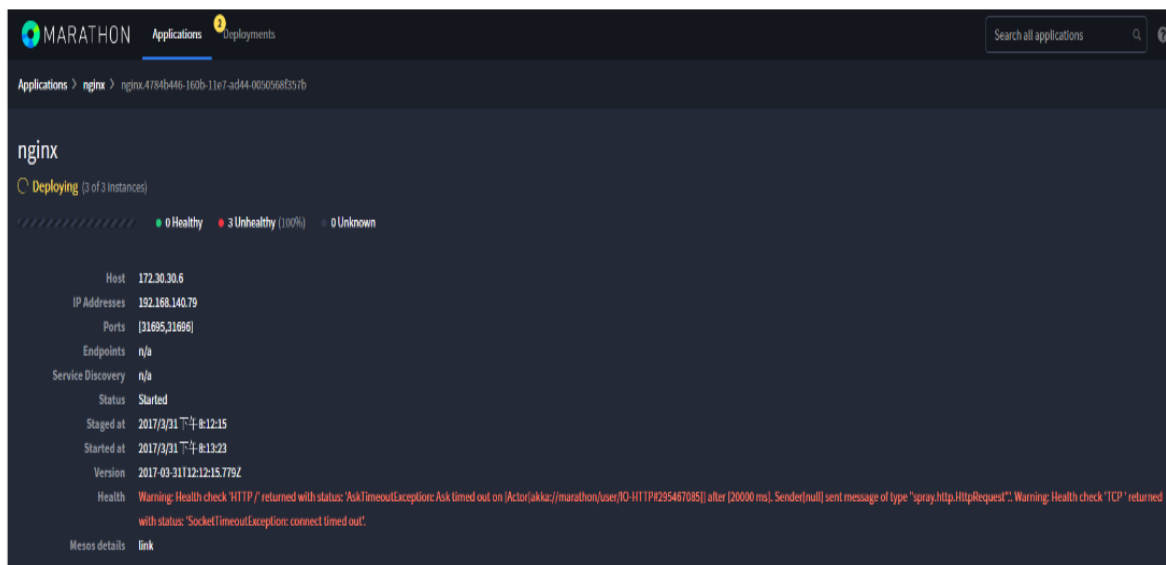 MARATHON Applications 2 Deployments Search all applications
Applications > nginx > nginx.4784b446-160b-11e7-ad44-0050568f357b
nginx
Deploying (3 of 3 instances)
0 Healthy 3 Unhealthy (100%) 0 Unknown
Host 172.30.30.6
IP Addresses 192.168.140.79
Ports [31695,31696]
Endpoints n/a
Service Discovery n/a
Status Started
Staged at 2017/3/31 下午8:12:15
Started at 2017/3/31 下午8:13:23
Version 2017-03-31T12:12:15.779Z
Health Warning: Health check 'HTTP /' returned with status: 'AskTimeoutException: Ask timed out on [Actor[akka://marathon/user/IO-HTTP#295467085]] after [20000 ms]. Sender[null] sent message of type "spray.http.HttpRequest".'. Warning: Health check 'TCP ' returned
with status: 'SocketTimeoutException: connect timed out'.
Mesos details link